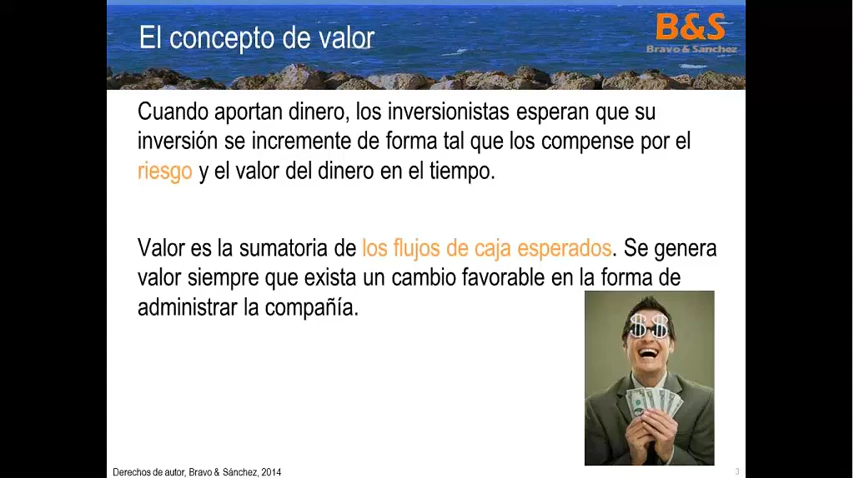 El concepto de valor
B&S
Bravo & Sánchez
Cuando aportan dinero, los inversionistas esperan que su
inversión se incremente de forma tal que los compense por el
riesgo y el valor del dinero en el tiempo.
Valor es la sumatoria de los flujos de caja esperados. Se genera
valor siempre que exista un cambio favorable en la forma de
administrar la compañía.
$ $
Derechos de autor, Bravo & Sánchez, 2014
3